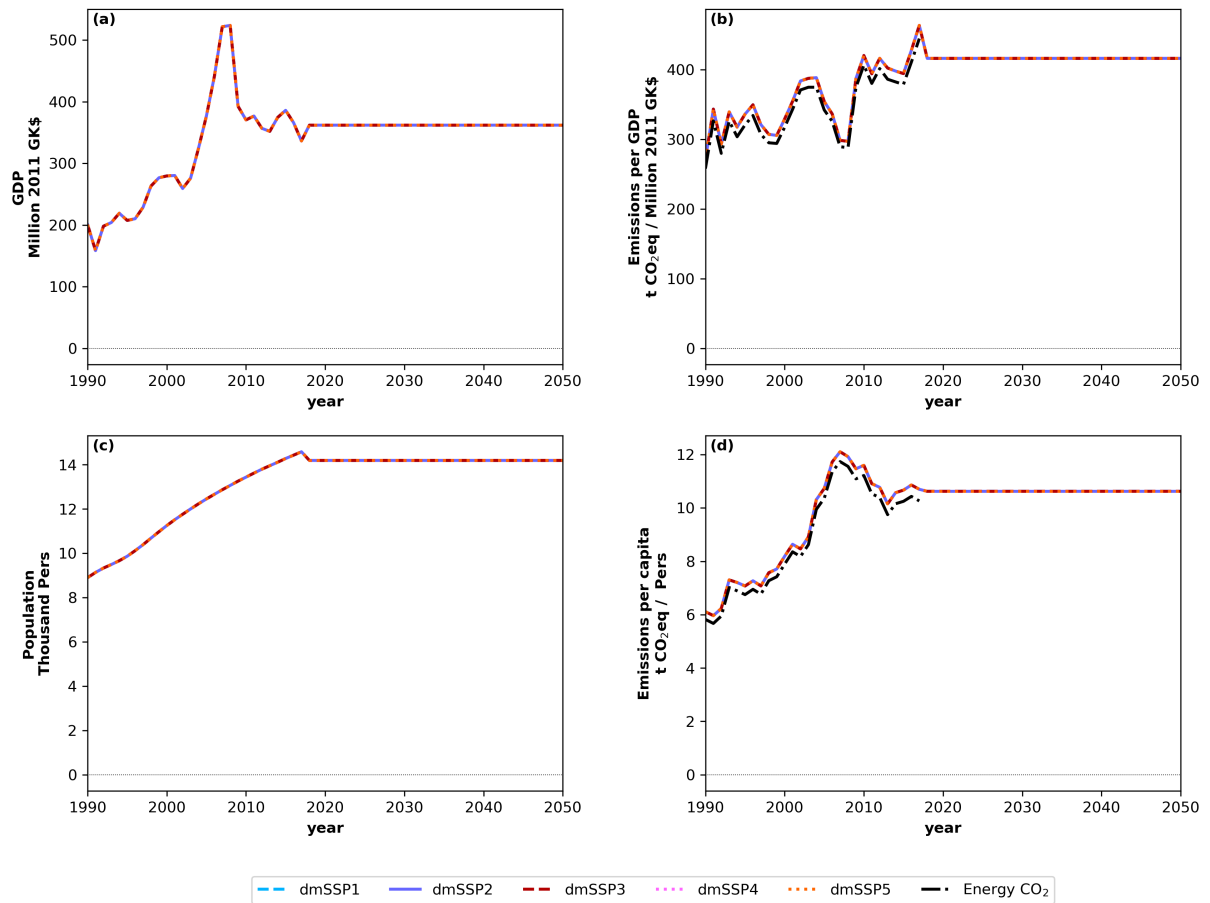 (a)
500
400
300
200
100
0
GDP
Million 2011 GK$
1990 2000 2010 2020 2030 2040 2050
year
(b)
400
300
200
100
0
Emissions per GDP
t CO₂eq / Million 2011 GK$
1990 2000 2010 2020 2030 2040 2050
year
(c)
14
12
10
8
6
4
2
0
Population
Thousand Pers
1990 2000 2010 2020 2030 2040 2050
year
(d)
12
10
8
6
4
2
0
Emissions per capita
t CO₂eq / Pers
1990 2000 2010 2020 2030 2040 2050
year
dmSSP1 dmSSP2 dmSSP3 dmSSP4 dmSSP5 Energy CO₂